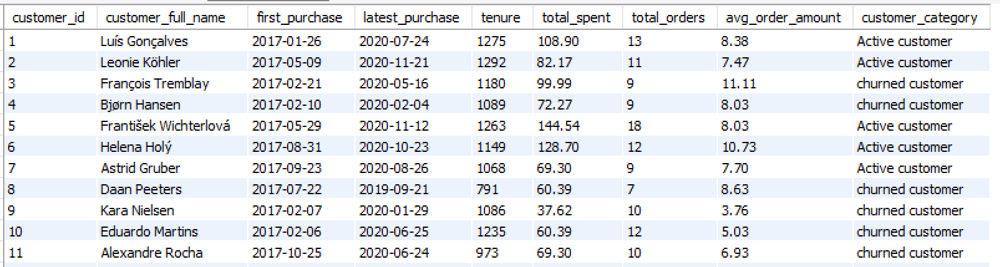 customer_id customer_full_name first_purchase latest_purchase tenure total_spent total_orders avg_order_amount customer_category
1 Luís Gonçalves 2017-01-26 2020-07-24 1275 108.90 13 8.38 Active customer
2 Leonie Köhler 2017-05-09 2020-11-21 1292 82.17 11 7.47 Active customer
3 François Tremblay 2017-02-21 2020-05-16 1180 99.99 9 11.11 churned customer
4 Bjørn Hansen 2017-02-10 2020-02-04 1089 72.27 9 8.03 churned customer
5 František Wichterlová 2017-05-29 2020-11-12 1263 144.54 18 8.03 Active customer
6 Helena Holý 2017-08-31 2020-10-23 1149 128.70 12 10.73 Active customer
7 Astrid Gruber 2017-09-23 2020-08-26 1068 69.30 9 7.70 Active customer
8 Daan Peeters 2017-07-22 2019-09-21 791 60.39 7 8.63 churned customer
9 Kara Nielsen 2017-02-07 2020-01-29 1086 37.62 10 3.76 churned customer
10 Eduardo Martins 2017-02-06 2020-06-25 1235 60.39 12 5.03 churned customer
11 Alexandre Rocha 2017-10-25 2020-06-24 973 69.30 10 6.93 churned customer